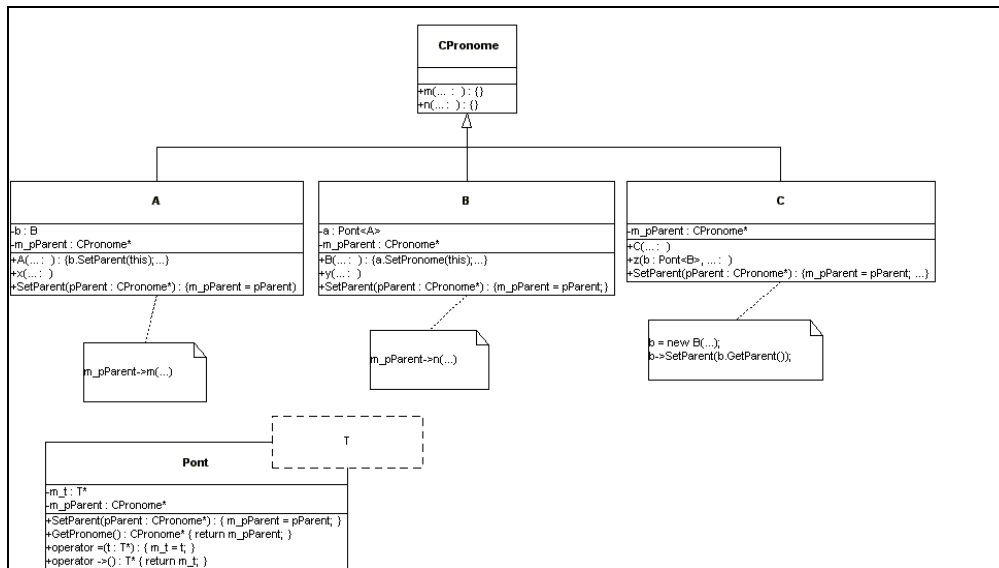 CPronome
+m(... : ) : {}
+n(... : ) : {}
A
-b : B
-m_pParent : CPronome*
+A(... : ) : {b.SetParent(this);...}
+x(... : )
+SetParent(pParent : CPronome*) : {m_pParent = pParent)
B
-a : Pont<A>
-m_pParent : CPronome*
+B(... : ) : {a.SetPronome(this);...}
+y(... : )
+SetParent(pParent : CPronome*) : {m_pParent = pParent; }
C
-m_pParent : CPronome*
+C(... : )
+z(b : Pont<B>, ... : )
+SetParent(pParent : CPronome*) : {m_pParent = pParent; ...}
m_pParent->m(...)
m_pParent->n(...)
b = new B(...);
b->SetParent(b.GetParent());
T
Pont
-m_t : T*
-m_pParent : CPronome*
+SetParent(pParent : CPronome*) : { m_pParent = pParent; }
+GetPronome() : CPronome* { return m_pParent; }
+operator =(t : T*) : { m_t = t; }
+operator ->() : T* { return m_t; }